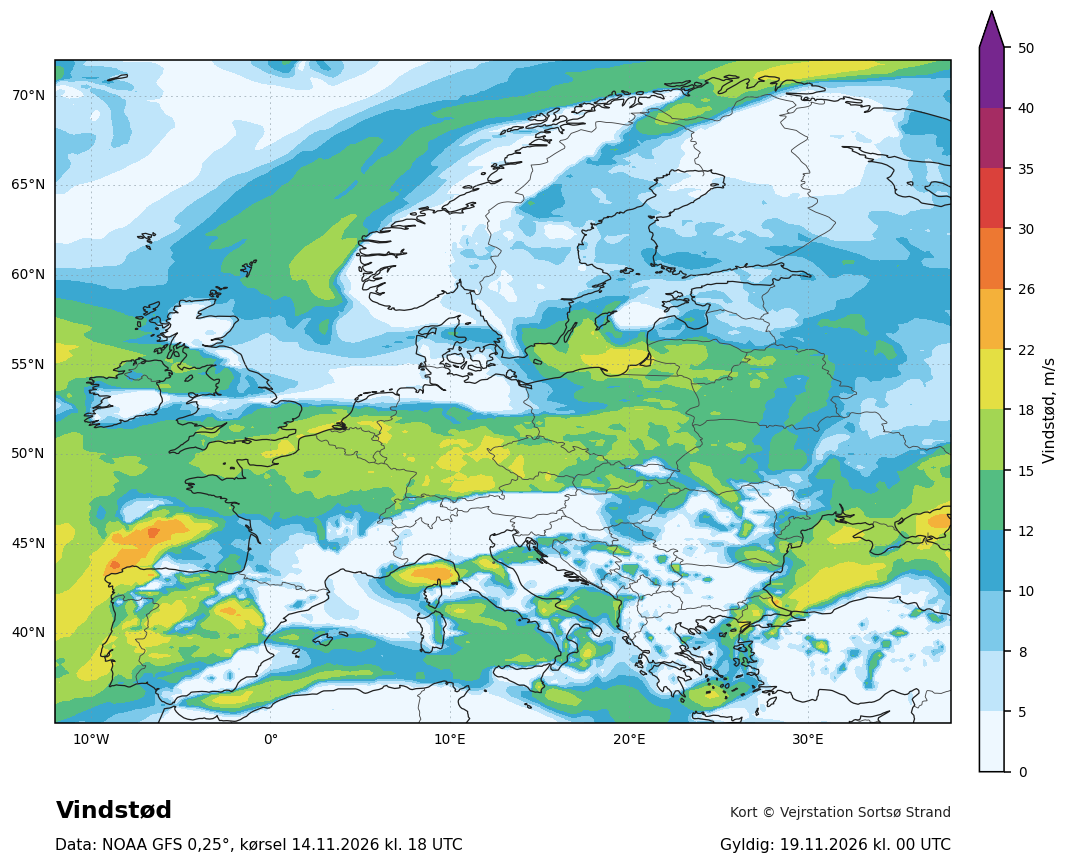 50
40
35
30
26
22
18
15
12
10
8
5
0
Vindstød, m/s
70°N
65°N
60°N
55°N
50°N
45°N
40°N
10°W
0°
10°E
20°E
30°E
Vindstød
Kort © Vejrstation Sortsø Strand
Data: NOAA GFS 0,25°, kørsel 14.11.2026 kl. 18 UTC
Gyldig: 19.11.2026 kl. 00 UTC